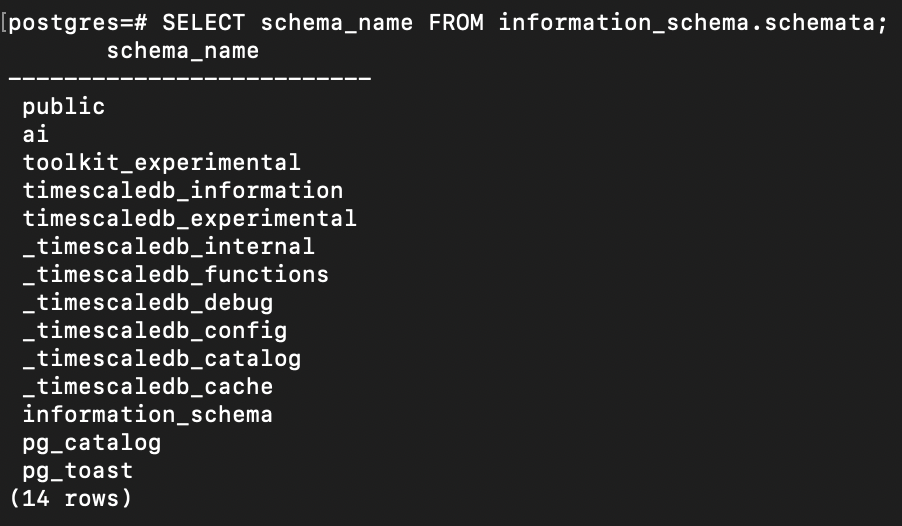 [postgres=# SELECT schema_name FROM information_schema.schemata;
schema_name
--------------------------
public
ai
toolkit_experimental
timescaledb_information
timescaledb_experimental
_timescaledb_internal
_timescaledb_functions
_timescaledb_debug
_timescaledb_config
_timescaledb_catalog
_timescaledb_cache
information_schema
pg_catalog
pg_toast
(14 rows)